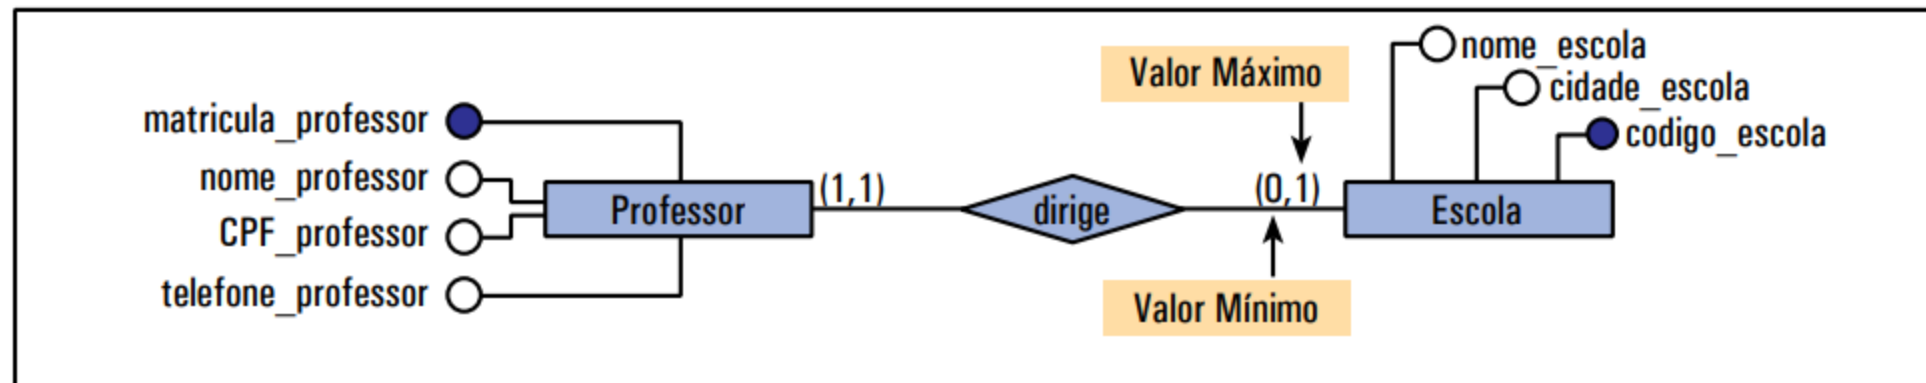 nome_escola
Valor Máximo
cidade_escola
matricula_professor
codigo_escola
nome_professor
(1,1)
(0,1)
Professor
dirige
Escola
CPF_professor
telefone_professor
Valor Mínimo